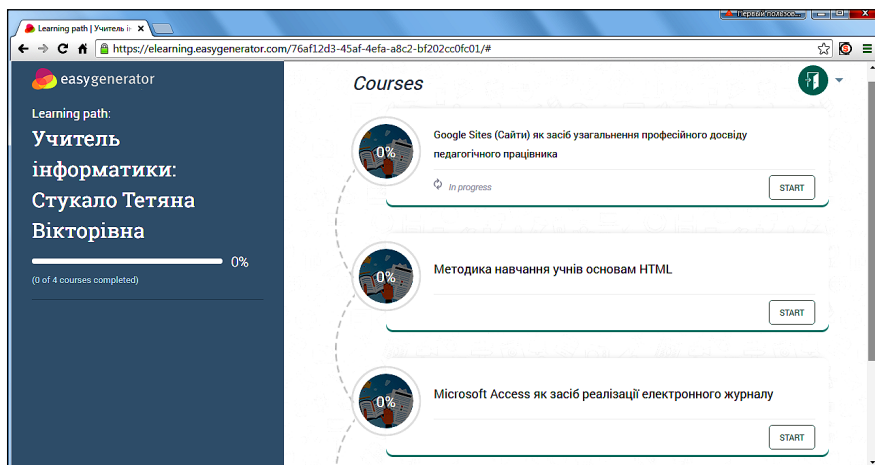 Learning path | Учитель ін
Первый пользов...
https://elearning.easygenerator.com/76af12d3-45af-4efa-a8c2-bf202cc0fc01/#
easygenerator
Learning path:
Учитель
інформатики:
Стукало Тетяна
Вікторівна
0%
(0 of 4 courses completed)
Courses
0%
Google Sites (Сайти) як засіб узагальнення професійного досвіду
педагогічного працівника
In progress
START
0%
Методика навчання учнів основам HTML
START
0%
Microsoft Access як засіб реалізації електронного журналу
START